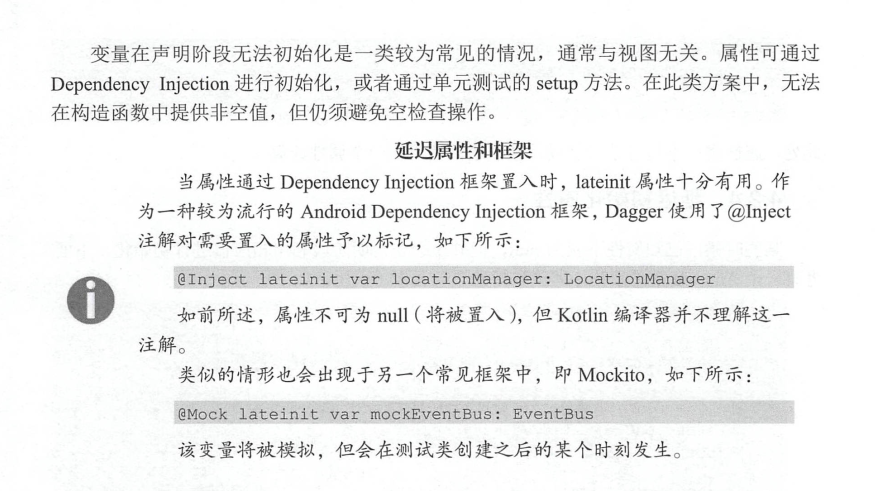 变量在声明阶段无法初始化是一类较为常见的情况，通常与视图无关。属性可通过
Dependency Injection 进行初始化，或者通过单元测试的 setup 方法。在此类方案中，无法
在构造函数中提供非空值，但仍须避免空检查操作。
延迟属性和框架
当属性通过 Dependency Injection 框架置入时，lateinit 属性十分有用。作
为一种较为流行的 Android Dependency Injection 框架，Dagger 使用了@Inject
注解对需要置入的属性予以标记，如下所示：
@Inject lateinit var locationManager: LocationManager
如前所述，属性不可为 null（将被置入），但 Kotlin 编译器并不理解这一
注解。
类似的情形也会出现于另一个常见框架中，即 Mockito，如下所示：
@Mock lateinit var mockEventBus: EventBus
该变量将被模拟，但会在测试类创建之后的某个时刻发生。